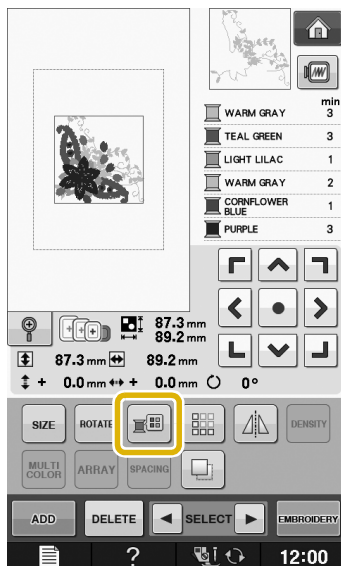 min
WARM GRAY 3
TEAL GREEN 3
LIGHT LILAC 1
WARM GRAY 2
CORNFLOWER
BLUE 1
PURPLE 3
87.3 mm
89.2 mm
87.3 mm 89.2 mm
+ 0.0 mm + 0.0 mm 0°
SIZE ROTATE DENSITY
MULTI
COLOR ARRAY SPACING
ADD DELETE SELECT EMBROIDERY
? 12:00